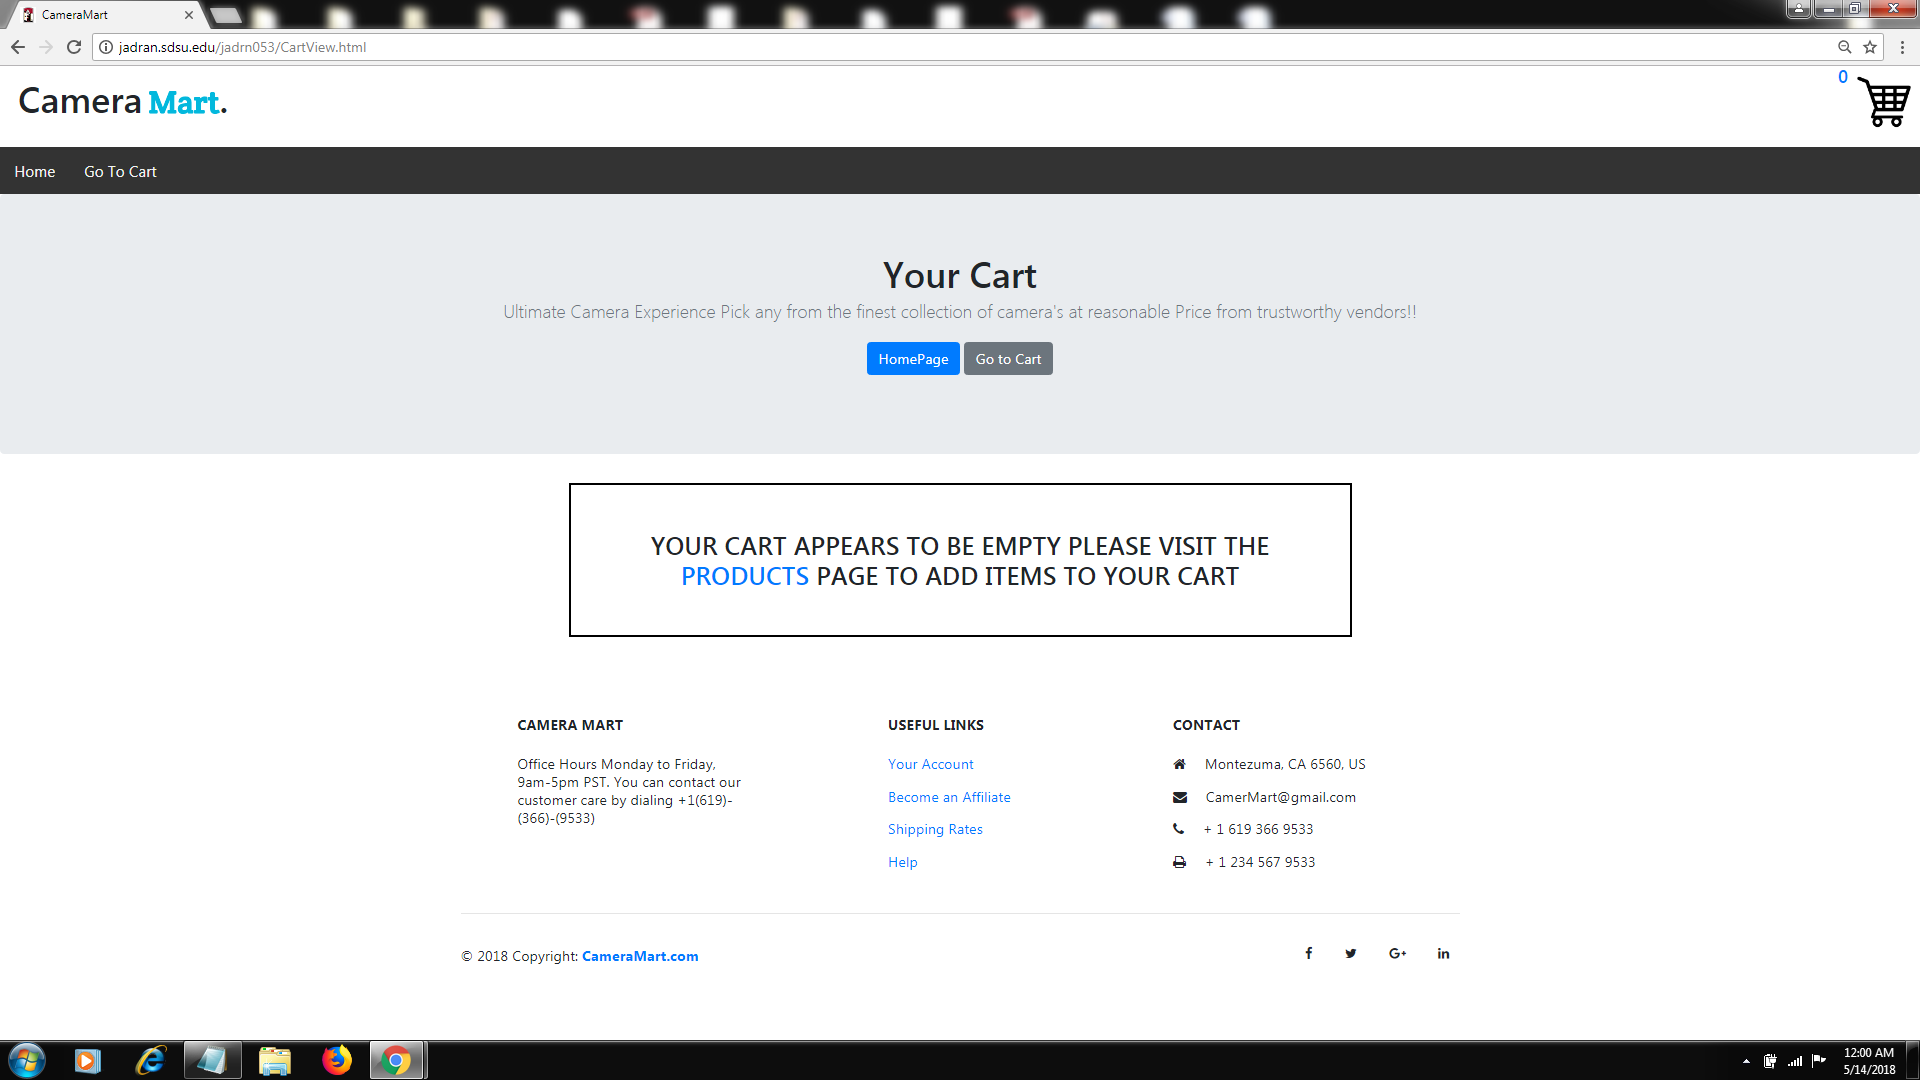 CameraMart
jadran.sdsu.edu/jadrn053/CartView.html
Camera Mart.
0
Home Go To Cart
Your Cart
Ultimate Camera Experience Pick any from the finest collection of camera's at reasonable Price from trustworthy vendors!!
HomePage Go to Cart
YOUR CART APPEARS TO BE EMPTY PLEASE VISIT THE
PRODUCTS PAGE TO ADD ITEMS TO YOUR CART
CAMERA MART
Office Hours Monday to Friday,
9am-5pm PST. You can contact our
customer care by dialing +1(619)-
(366)-(9533)
USEFUL LINKS
Your Account
Become an Affiliate
Shipping Rates
Help
CONTACT
Montezuma, CA 6560, US
CamerMart@gmail.com
+ 1 619 366 9533
+ 1 234 567 9533
© 2018 Copyright: CameraMart.com
12:00 AM
5/14/2018